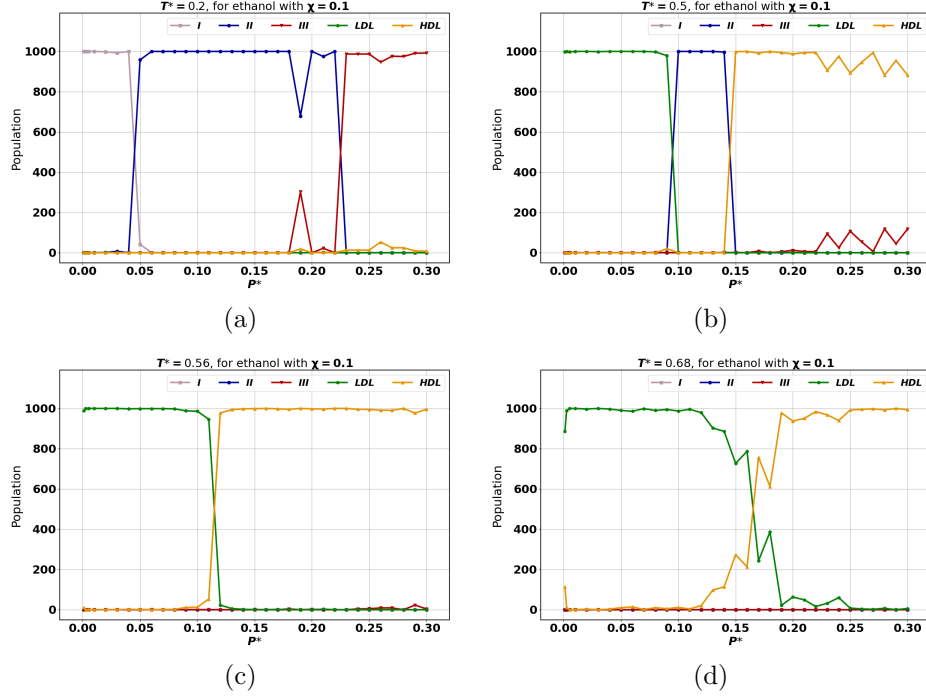 T* = 0.2, for ethanol with χ = 0.1
I II III LDL HDL
1000
800
600
400
200
0
Population
0.00 0.05 0.10 0.15 0.20 0.25 0.30
P*
(a)
T* = 0.5, for ethanol with χ = 0.1
I II III LDL HDL
1000
800
600
400
200
0
Population
0.00 0.05 0.10 0.15 0.20 0.25 0.30
P*
(b)
T* = 0.56, for ethanol with χ = 0.1
I II III LDL HDL
1000
800
600
400
200
0
Population
0.00 0.05 0.10 0.15 0.20 0.25 0.30
P*
(c)
T* = 0.68, for ethanol with χ = 0.1
I II III LDL HDL
1000
800
600
400
200
0
Population
0.00 0.05 0.10 0.15 0.20 0.25 0.30
P*
(d)